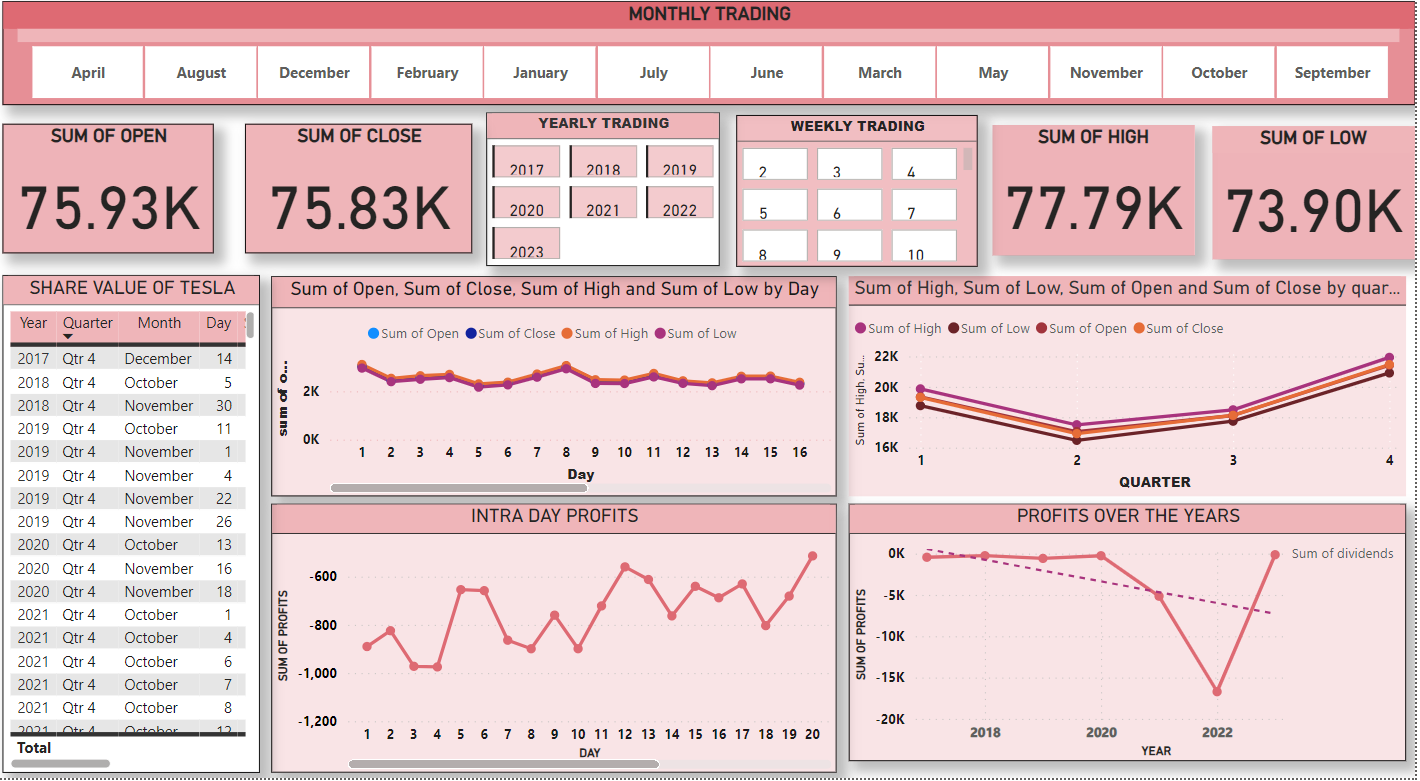 MONTHLY TRADING
April August December February January July June March May November October September
SUM OF OPEN
75.93K
SUM OF CLOSE
75.83K
YEARLY TRADING
2017 2018 2019
2020 2021 2022
2023
WEEKLY TRADING
2 3 4
5 6 7
8 9 10
SUM OF HIGH
77.79K
SUM OF LOW
73.90K
SHARE VALUE OF TESLA
Year Quarter Month Day
2017 Qtr 4 December 14
2018 Qtr 4 October 5
2018 Qtr 4 November 30
2019 Qtr 4 October 11
2019 Qtr 4 November 1
2019 Qtr 4 November 4
2019 Qtr 4 November 22
2019 Qtr 4 November 26
2020 Qtr 4 October 13
2020 Qtr 4 November 16
2020 Qtr 4 November 18
2021 Qtr 4 October 1
2021 Qtr 4 October 4
2021 Qtr 4 October 6
2021 Qtr 4 October 7
2021 Qtr 4 October 8
2021 Qtr 4 October 12
Total
Sum of Open, Sum of Close, Sum of High and Sum of Low by Day
Sum of Open Sum of Close Sum of High Sum of Low
sum of o...
2K
0K
1 2 3 4 5 6 7 8 9 10 11 12 13 14 15 16
Day
Sum of High, Sum of Low, Sum of Open and Sum of Close by quar...
Sum of High Sum of Low Sum of Open Sum of Close
Sum of High, Su...
22K
20K
18K
16K
1 2 3 4
QUARTER
INTRA DAY PROFITS
SUM OF PROFITS
-600
-800
-1,000
-1,200
1 2 3 4 5 6 7 8 9 10 11 12 13 14 15 16 17 18 19 20
DAY
PROFITS OVER THE YEARS
Sum of dividends
SUM OF PROFITS
0K
-5K
-10K
-15K
-20K
2018 2020 2022
YEAR